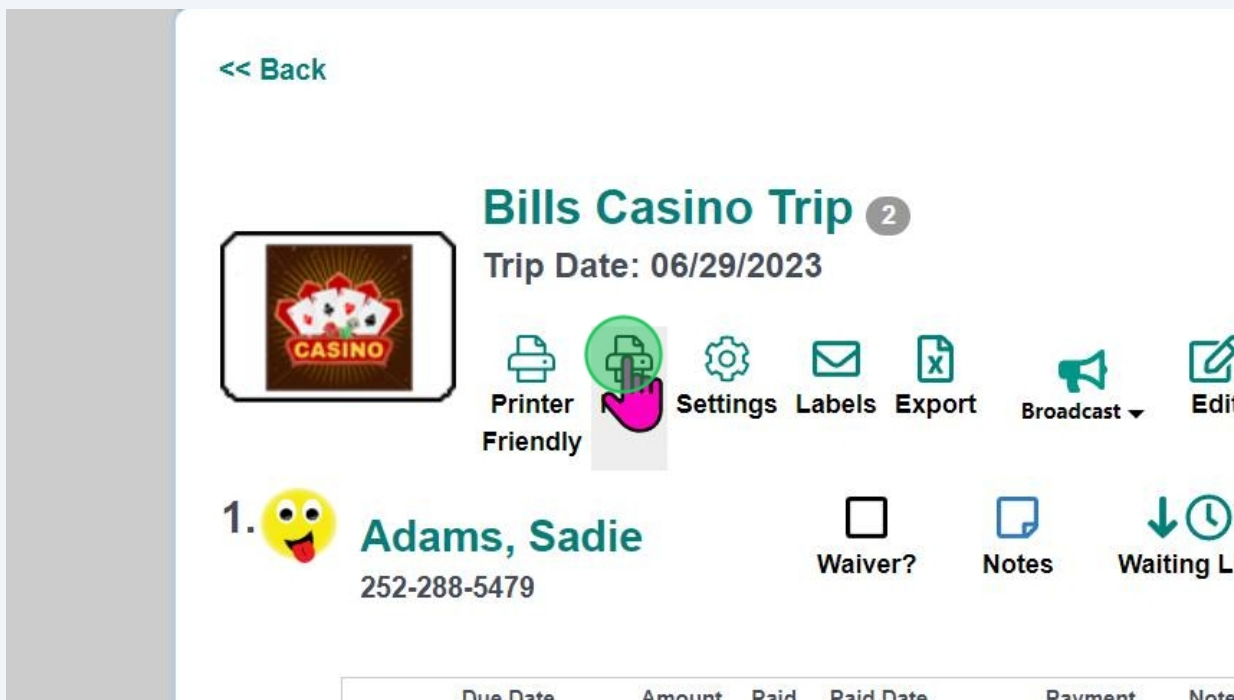 << Back
Bills Casino Trip 2
Trip Date: 06/29/2023
CASINO
Printer Friendly
Settings
Labels
Export
Broadcast
1.
Adams, Sadie
252-288-5479
Waiver?
Notes
Waiting
Due Date Amount Paid Paid Date Payment